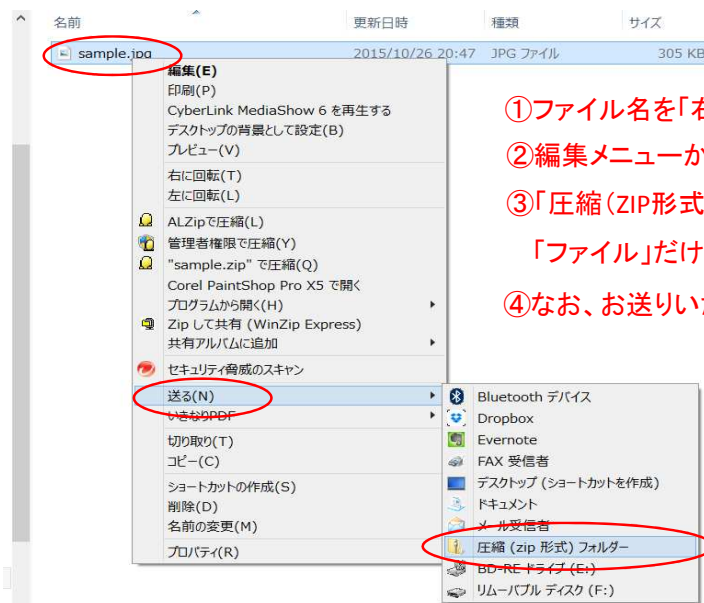 名前 更新日時 種類 サイズ
sample.jpg 2015/10/26 20:47 JPG ファイル 305 KB
編集(E)
印刷(P)
CyberLink MediaShow 6 を再生する
デスクトップの背景として設定(B)
プレビュー(V)
右に回転(T)
左に回転(L)
ALZipで圧縮(L)
管理者権限で圧縮(Y)
"sample.zip" で圧縮(Q)
Corel PaintShop Pro X5 で開く
プログラムから開く(H)
Zip して共有 (WinZip Express)
共有アルバムに追加
セキュリティ脅威のスキャン
送る(N)
いきなりPDF
切り取り(T)
コピー(C)
ショートカットの作成(S)
削除(D)
名前の変更(M)
プロパティ(R)
Bluetooth デバイス
Dropbox
Evernote
FAX 受信者
デスクトップ (ショートカットを作成)
ドキュメント
メール受信者
圧縮 (zip 形式) フォルダー
BD-RE ドライブ (E:)
リムーバブル ディスク (F:)
①ファイル名を「右
②編集メニューか
③「圧縮(ZIP形式
「ファイル」だけ
④なお、お送りいた